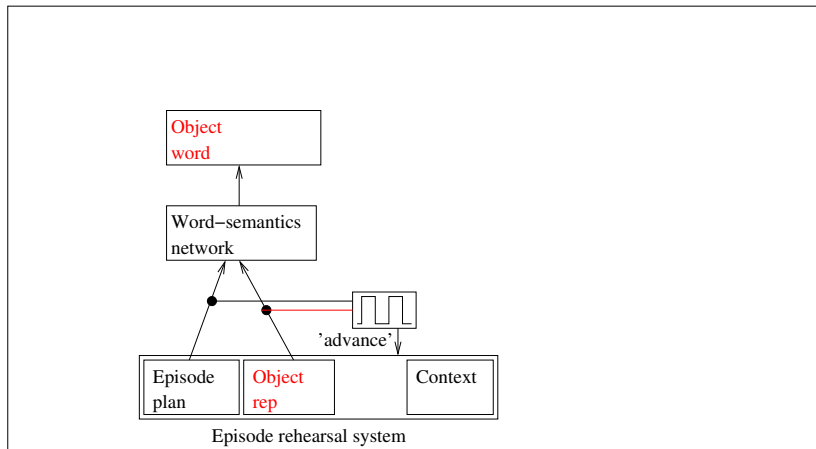 Object
word
Word−semantics
network
'advance'
Episode
plan
Object
rep
Context
Episode rehearsal system